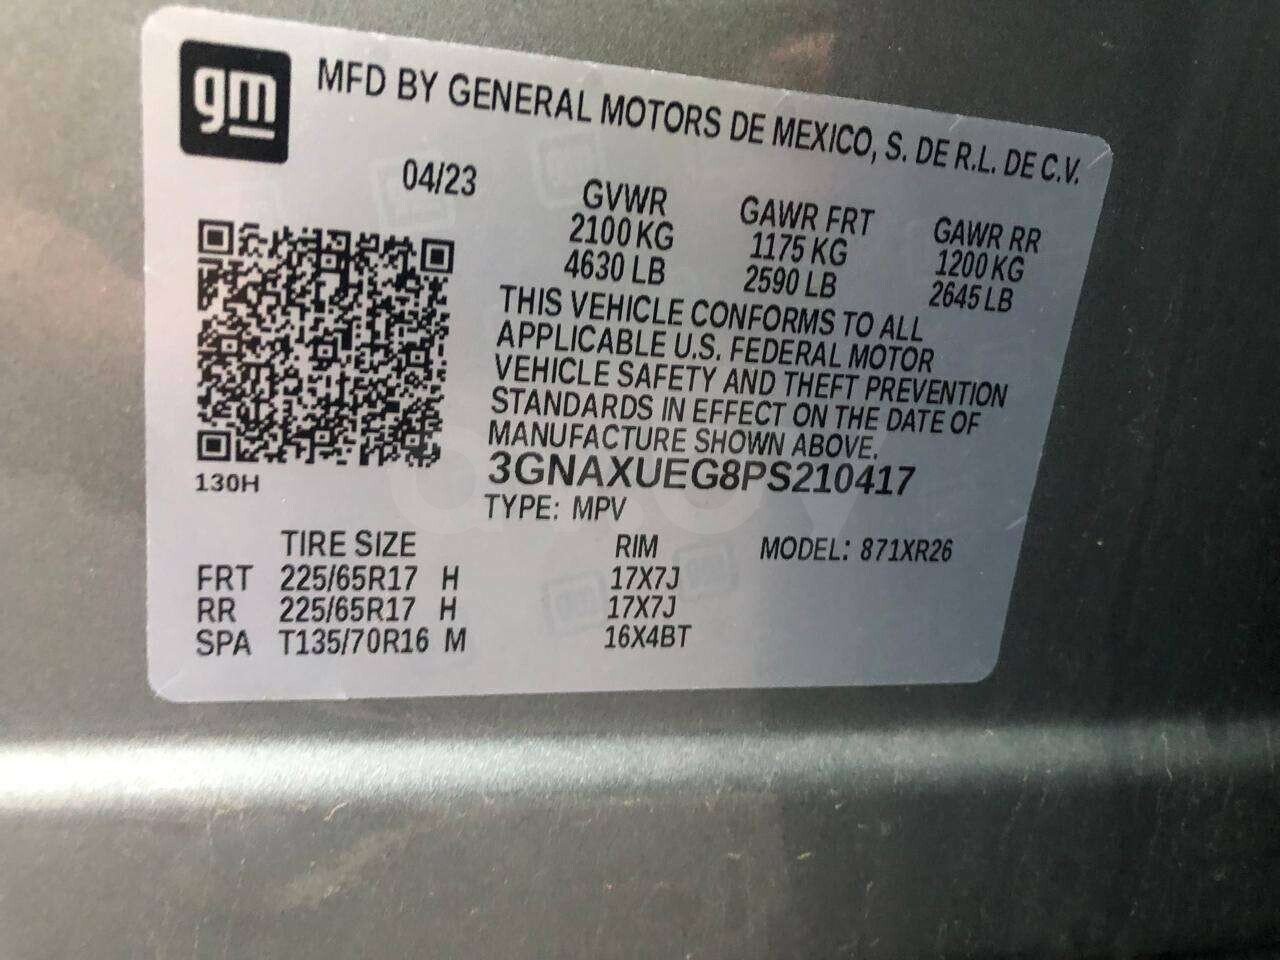 gm
MFD BY GENERAL MOTORS DE MEXICO, S. DE R.L. DE C.V.
04/23
GVWR GAWR FRT GAWR RR
2100 KG 1175 KG 1200 KG
4630 LB 2590 LB 2645 LB
THIS VEHICLE CONFORMS TO ALL
APPLICABLE U.S. FEDERAL MOTOR
VEHICLE SAFETY AND THEFT PREVENTION
STANDARDS IN EFFECT ON THE DATE OF
MANUFACTURE SHOWN ABOVE.
3GNAXUEG8PS210417
130H
TYPE: MPV
TIRE SIZE RIM MODEL: 871XR26
FRT 225/65R17 H 17X7J
RR 225/65R17 H 17X7J
SPA T135/70R16 M 16X4BT